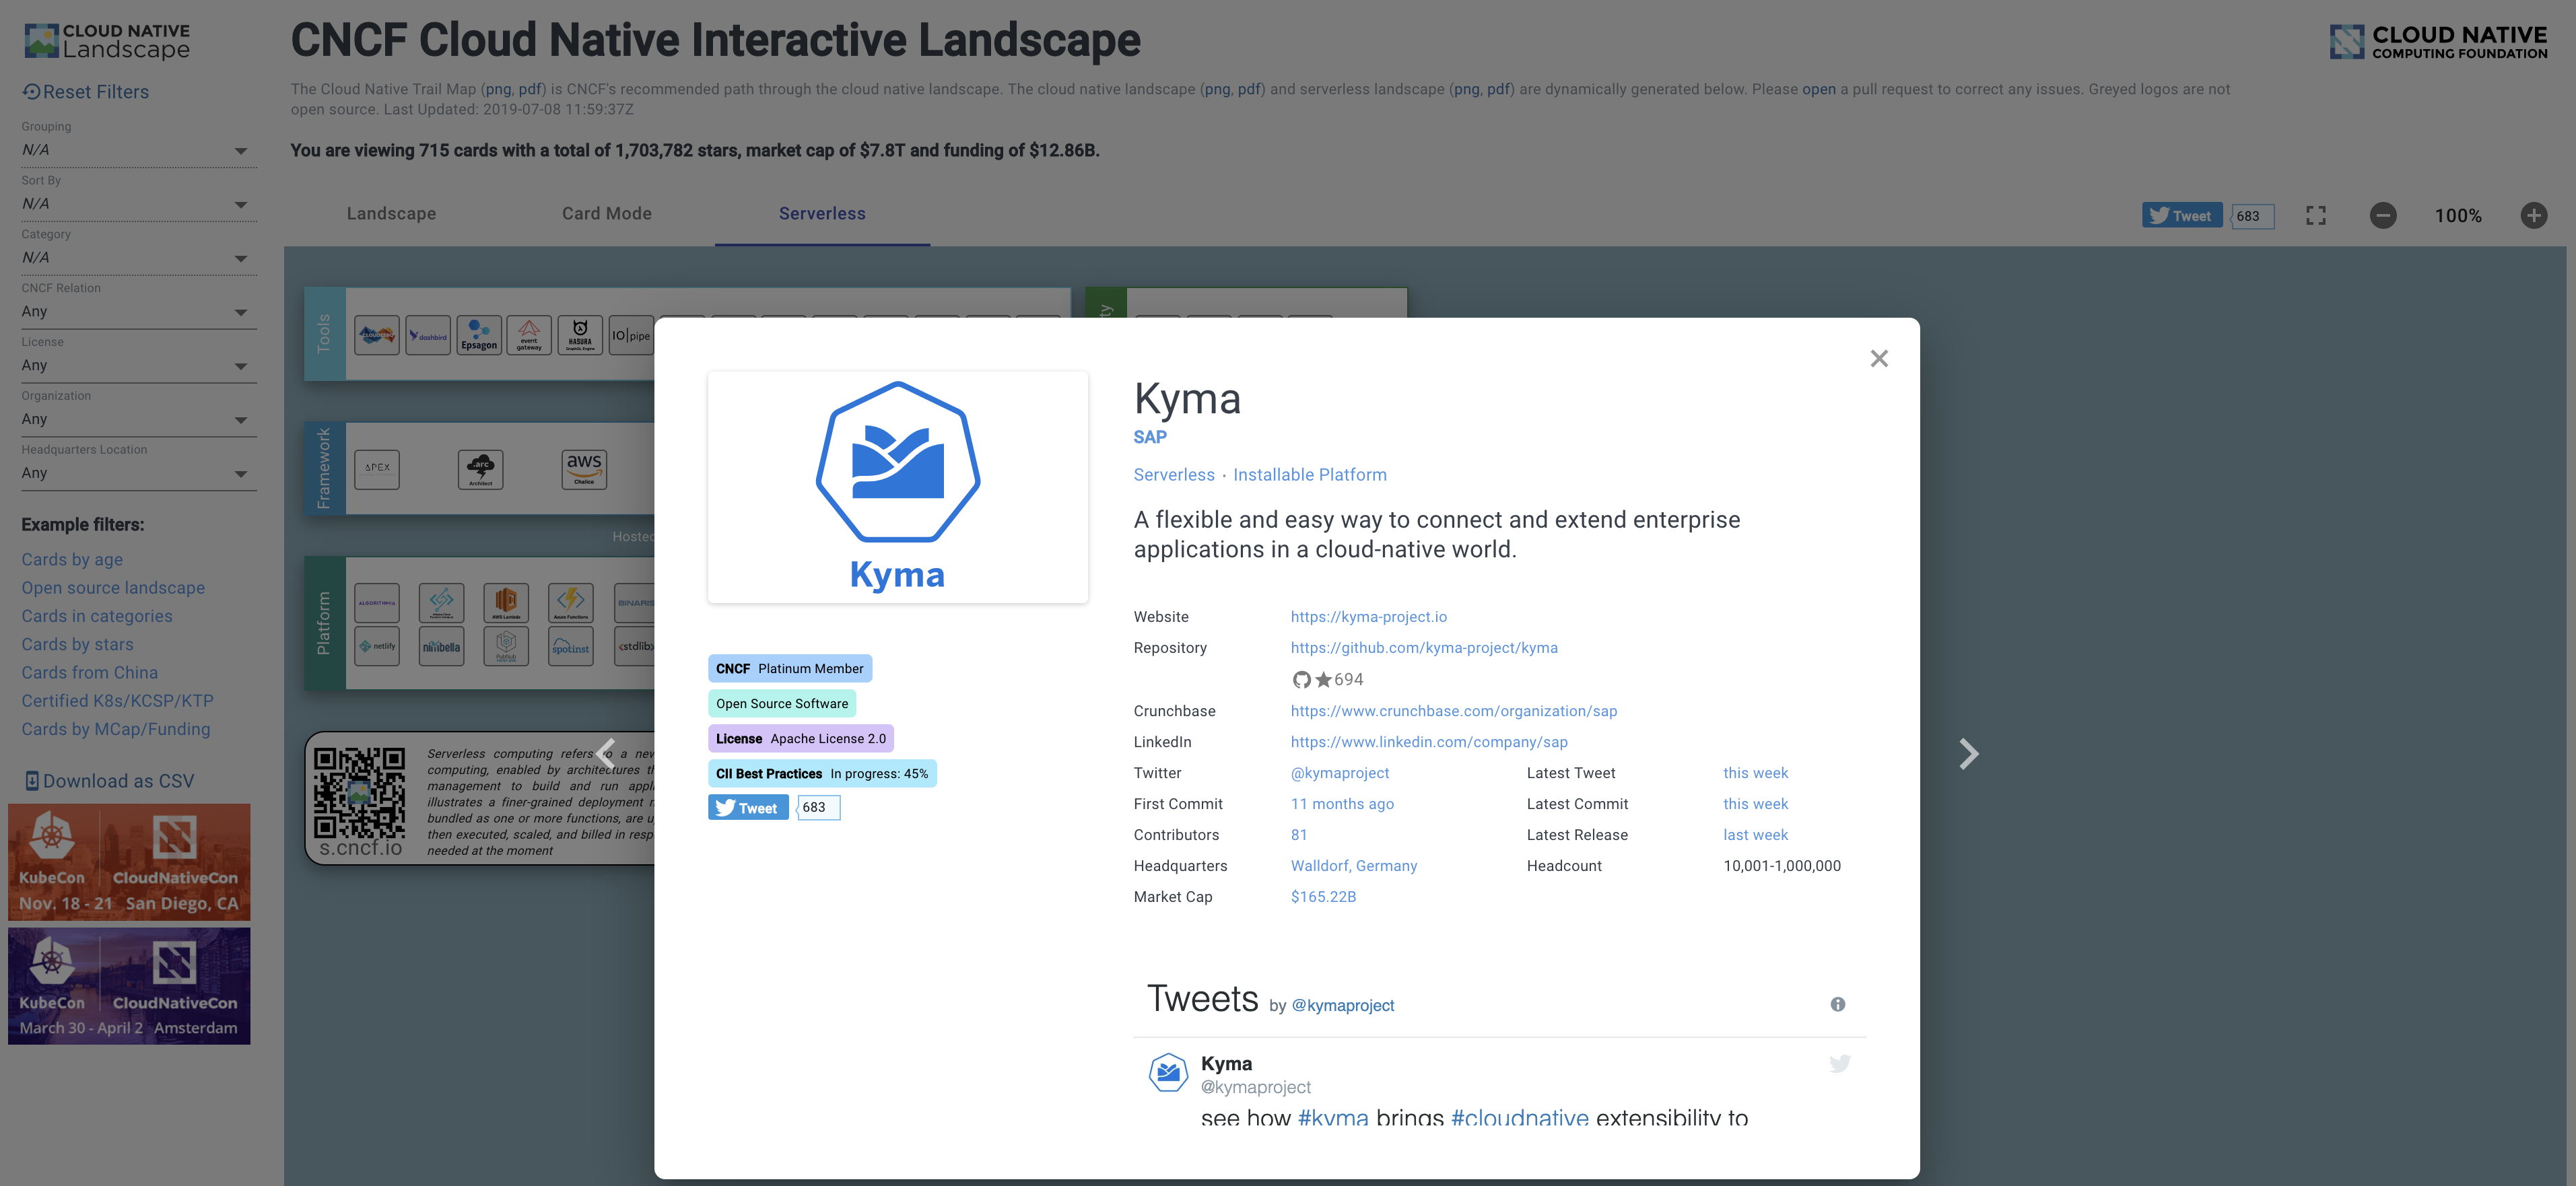 CLOUD NATIVE
Landscape
Reset Filters
Grouping
N/A
Sort By
N/A
Category
N/A
CNCF Relation
Any
License
Any
Organization
Any
Headquarters Location
Any
Example filters:
Cards by age
Open source landscape
Cards in categories
Cards by stars
Cards from China
Certified K8s/KCSP/KTP
Cards by MCap/Funding
Download as CSV
KubeCon CloudNativeCon
Nov. 18 - 21 San Diego, CA
KubeCon CloudNativeCon
March 30 - April 2 Amsterdam
CNCF Cloud Native Interactive Landscape
CLOUD NATIVE
COMPUTING FOUNDATION
The Cloud Native Trail Map (png, pdf) is CNCF's recommended path through the cloud native landscape. The cloud native landscape (png, pdf) and serverless landscape (png, pdf) are dynamically generated below. Please open a pull request to correct any issues. Greyed logos are not
open source. Last Updated: 2019-07-08 11:59:37Z
You are viewing 715 cards with a total of 1,703,782 stars, market cap of $7.8T and funding of $12.86B.
Landscape Card Mode Serverless
Tweet 683 100%
Tools
dashbird
Epsagon
event
gateway
HASURA
GraphQL Engine
IO|pipe
ty
Framework
APEX
.arc
Architect
aws
Chalice
Hosted
Platform
ALGORITHMIA
AWS Lambda
Azure Functions
BINARIS
netlify
nimbella
PubNub
spotinst
<stdlib>
s.cncf.io
Serverless computing refers to a new
computing, enabled by architectures th
management to build and run appli
illustrates a finer-grained deployment m
bundled as one or more functions, are u
then executed, scaled, and billed in resp
needed at the moment
Kyma
CNCF Platinum Member
Open Source Software
License Apache License 2.0
CII Best Practices In progress: 45%
Tweet 683
Kyma
SAP
Serverless · Installable Platform
A flexible and easy way to connect and extend enterprise
applications in a cloud-native world.
Website https://kyma-project.io
Repository https://github.com/kyma-project/kyma
694
Crunchbase https://www.crunchbase.com/organization/sap
LinkedIn https://www.linkedin.com/company/sap
Twitter @kymaproject Latest Tweet this week
First Commit 11 months ago Latest Commit this week
Contributors 81 Latest Release last week
Headquarters Walldorf, Germany Headcount 10,001-1,000,000
Market Cap $165.22B
Tweets by @kymaproject
Kyma
@kymaproject
see how #kyma brings #cloudnative extensibility to